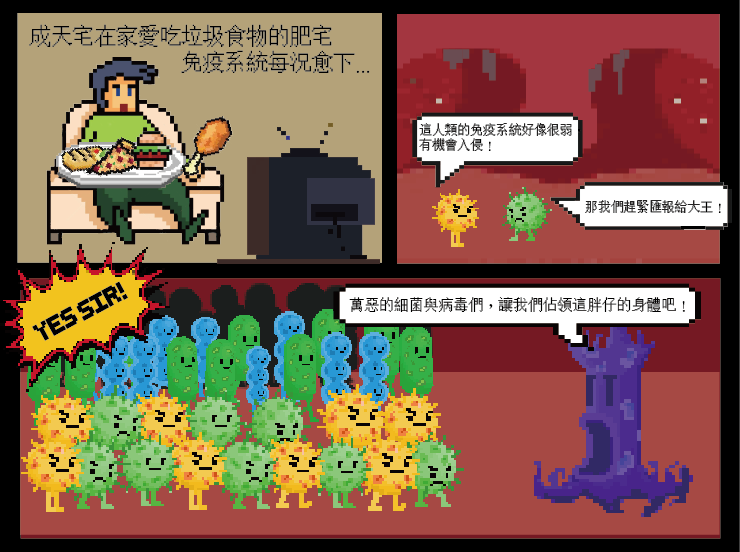 成天宅在家愛吃垃圾食物的肥宅
免疫系統每況愈下...
這人類的免疫系統好像很弱
有機會入侵！
那我們趕緊匯報給大王！
YES SIR!
萬惡的細菌與病毒們，讓我們佔領這胖仔的身體吧！